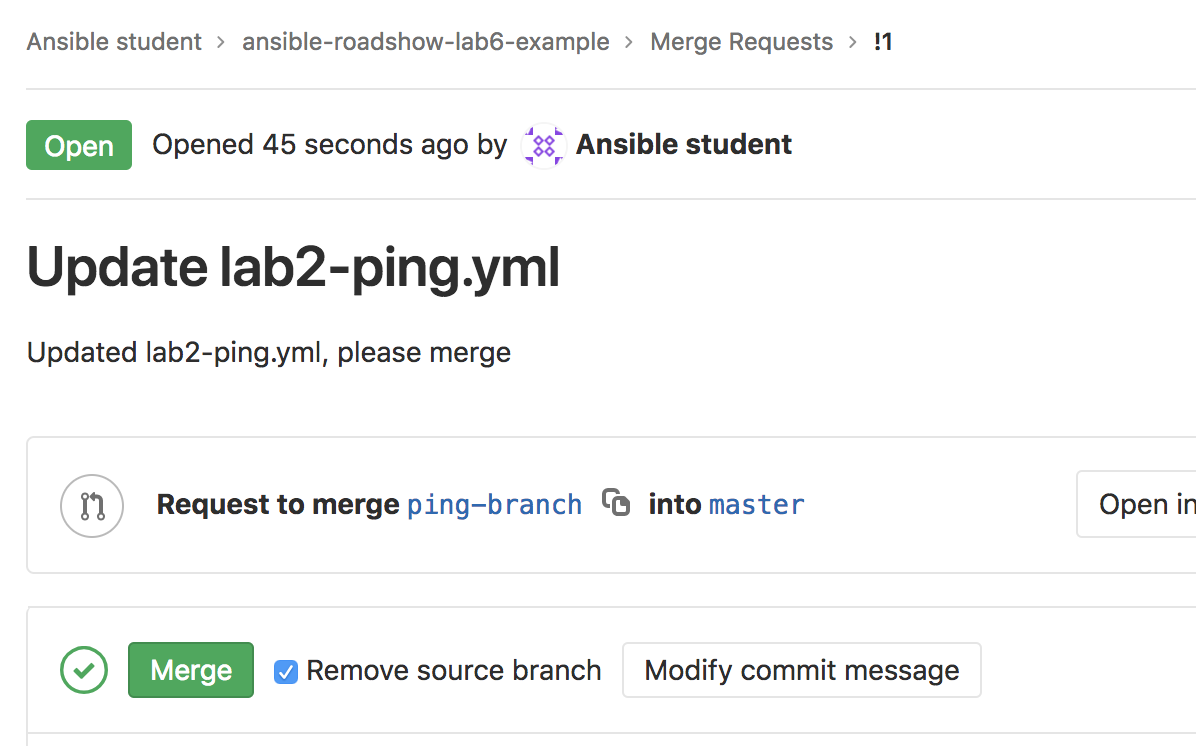 Ansible student > ansible-roadshow-lab6-example > Merge Requests > !1
Open Opened 45 seconds ago by Ansible student
Update lab2-ping.yml
Updated lab2-ping.yml, please merge
Request to merge ping-branch into master Open in
Merge Remove source branch Modify commit message